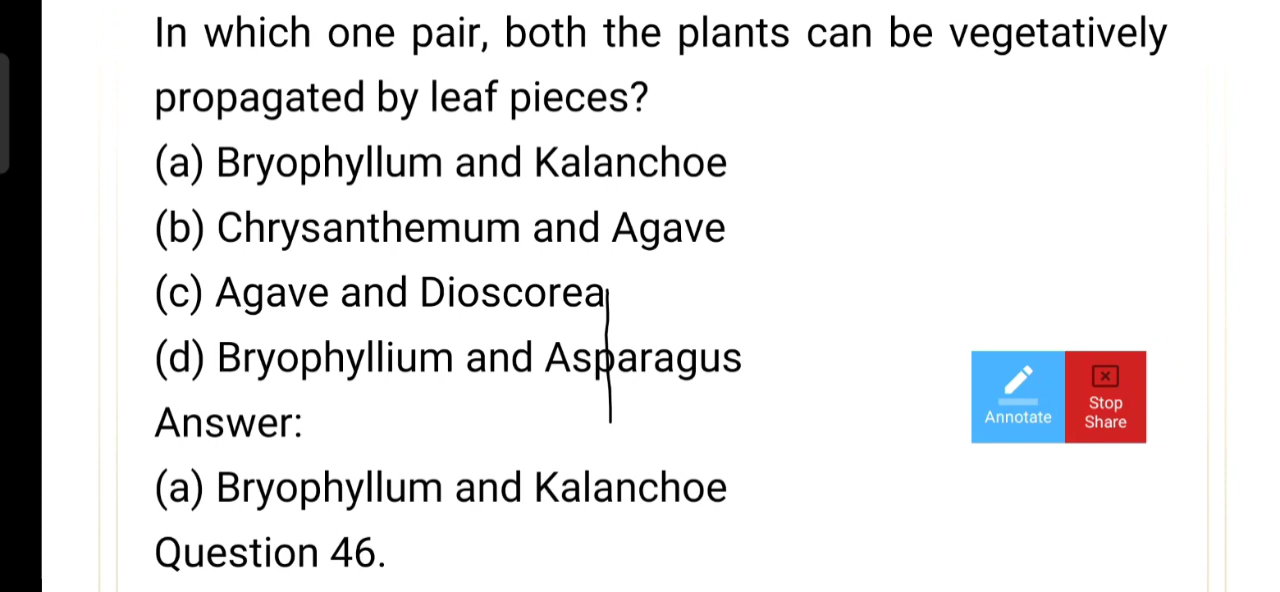 In which one pair, both the plants can be vegetatively
propagated by leaf pieces?
(a) Bryophyllum and Kalanchoe
(b) Chrysanthemum and Agave
(c) Agave and Dioscorea
(d) Bryophyllium and Asparagus
Answer:
(a) Bryophyllum and Kalanchoe
Question 46.
Annotate
Stop
Share